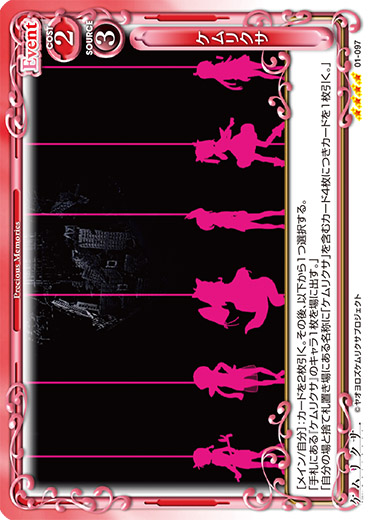 Event
COST
2
SOURCE
3
ケムリクサ
01-097
Precious Memories
[メイン/自分]:カードを2枚引く。その後、以下から1つ選択する。
「手札にある「ケムリクサ」のキャラ1枚を場に出す。」
「自分の場と捨て札置き場にある名称に「ケムリクサ」を含むカード4枚につきカードを1枚引く。」
©ヤオヨロズケムリクサプロジェクト
ケムリクサ